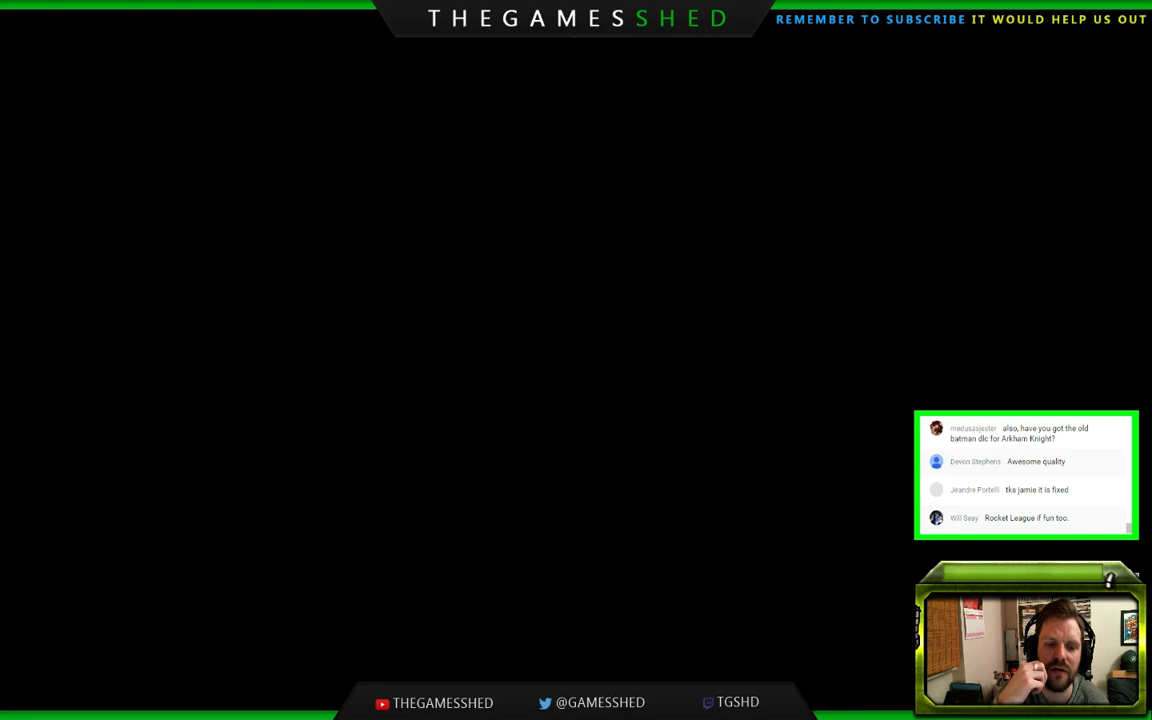 THEGAMESSHED
REMEMBER TO SUBSCRIBE IT WOULD HELP US OUT
medusasjester also, have you got the old
batman dlc for Arkham Knight?
Devon Stephens Awesome quality
Jeandre Portelli tks jamie it is fixed
Will Seay Rocket League if fun too.
THEGAMESSHED
@GAMESSHED
TGSHD